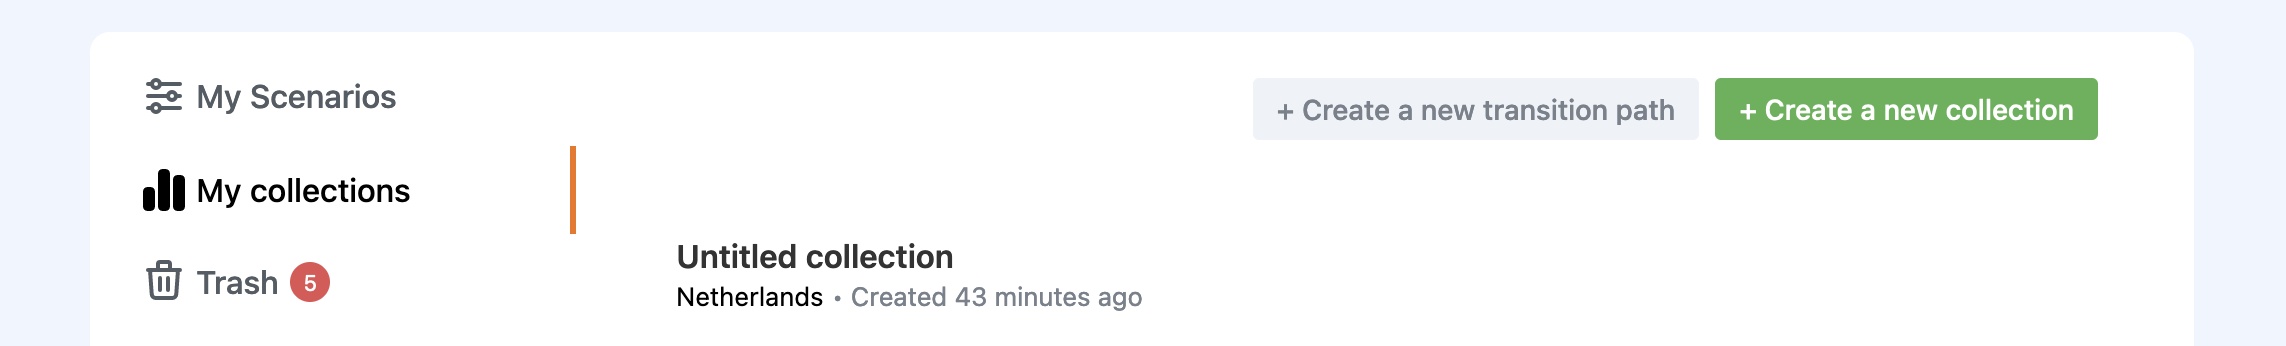 My Scenarios
My collections
Trash 5
+ Create a new transition path
+ Create a new collection
Untitled collection
Netherlands • Created 43 minutes ago